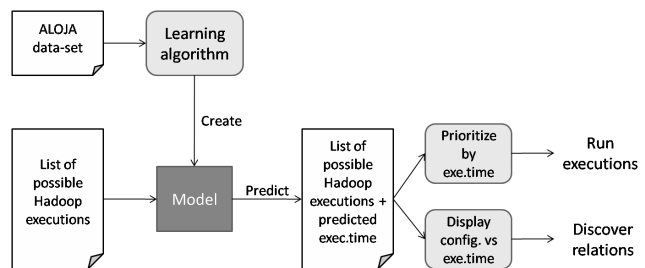 ALOJA
data-set
Learning
algorithm
Create
List of
possible
Hadoop
executions
Model
Predict
List of
possible
Hadoop
executions +
predicted
exec.time
Prioritize
by
exe.time
Run
executions
Display
config. vs
exe.time
Discover
relations